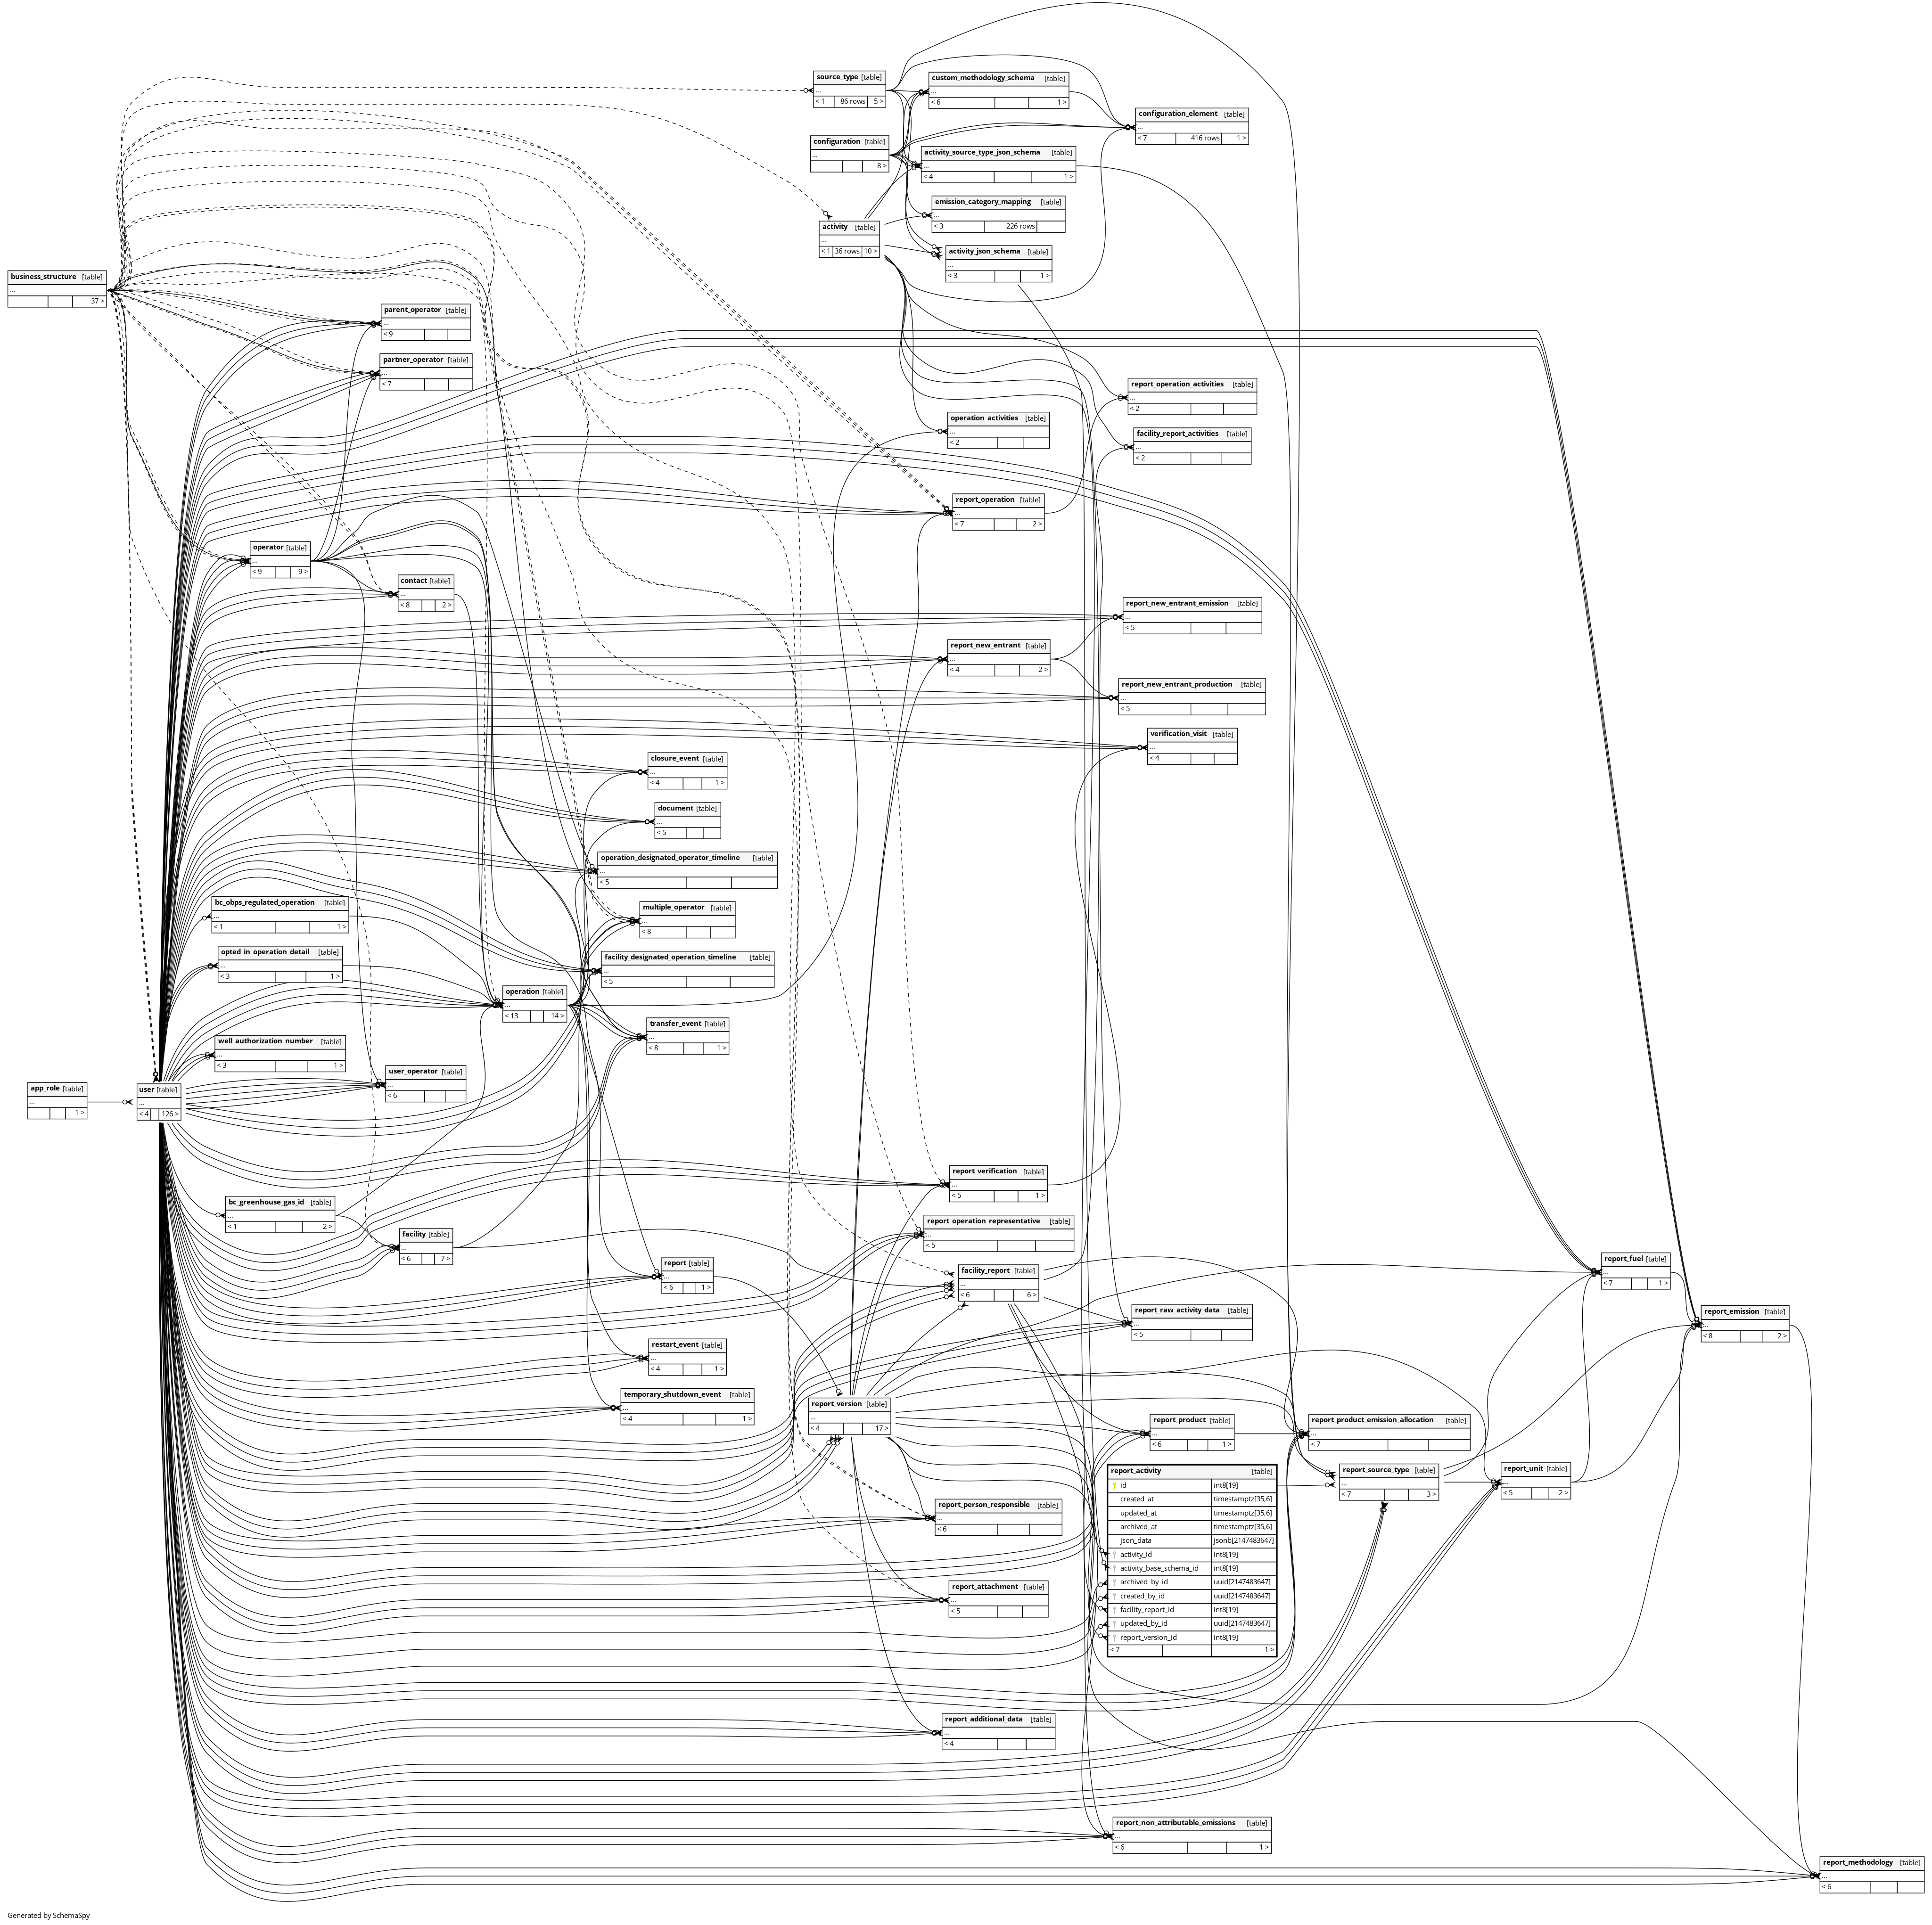 source_type [table]
...
< 1 86 rows 5 >
custom_methodology_schema [table]
...
< 6 1 >
configuration_element [table]
...
< 7 416 rows 1 >
configuration [table]
...
8 >
activity_source_type_json_schema [table]
...
< 4 1 >
emission_category_mapping [table]
...
< 3 226 rows
activity [table]
...
< 1 36 rows 10 >
activity_json_schema [table]
...
< 3 1 >
business_structure [table]
...
37 >
parent_operator [table]
...
< 9
partner_operator [table]
...
< 7
report_operation_activities [table]
...
< 2
operation_activities [table]
...
< 2
facility_report_activities [table]
...
< 2
report_operation [table]
...
< 7 2 >
operator [table]
...
< 9 9 >
contact [table]
...
< 8 2 >
report_new_entrant_emission [table]
...
< 5
report_new_entrant [table]
...
< 4 2 >
report_new_entrant_production [table]
...
< 5
verification_visit [table]
...
< 4
closure_event [table]
...
< 4 1 >
document [table]
...
< 5
operation_designated_operator_timeline [table]
...
< 5
bc_obps_regulated_operation [table]
...
< 1 1 >
multiple_operator [table]
...
< 8
opted_in_operation_detail [table]
...
< 3 1 >
facility_designated_operation_timeline [table]
...
< 5
operation [table]
...
< 13 14 >
transfer_event [table]
...
< 8 1 >
well_authorization_number [table]
...
< 3 1 >
user_operator [table]
...
< 6
app_role [table]
...
1 >
user [table]
...
< 4 126 >
report_verification [table]
...
< 5 1 >
bc_greenhouse_gas_id [table]
...
< 1 2 >
report_operation_representative [table]
...
< 5
facility [table]
...
< 6 7 >
report [table]
...
< 6 1 >
facility_report [table]
...
< 6 6 >
report_fuel [table]
...
< 7 1 >
report_raw_activity_data [table]
...
< 5
report_emission [table]
...
< 8 2 >
restart_event [table]
...
< 4 1 >
temporary_shutdown_event [table]
...
< 4 1 >
report_version [table]
...
< 4 17 >
report_product [table]
...
< 6 1 >
report_product_emission_allocation [table]
...
< 7
report_activity [table]
id int8[19]
created_at timestamptz[35,6]
updated_at timestamptz[35,6]
archived_at timestamptz[35,6]
json_data jsonb[2147483647]
activity_id int8[19]
activity_base_schema_id int8[19]
archived_by_id uuid[2147483647]
created_by_id uuid[2147483647]
facility_report_id int8[19]
updated_by_id uuid[2147483647]
report_version_id int8[19]
< 7 1 >
report_source_type [table]
...
< 7 3 >
report_unit [table]
...
< 5 2 >
report_person_responsible [table]
...
< 6
report_attachment [table]
...
< 5
report_additional_data [table]
...
< 4
report_non_attributable_emissions [table]
...
< 6 1 >
report_methodology [table]
...
< 6
Generated by SchemaSpy